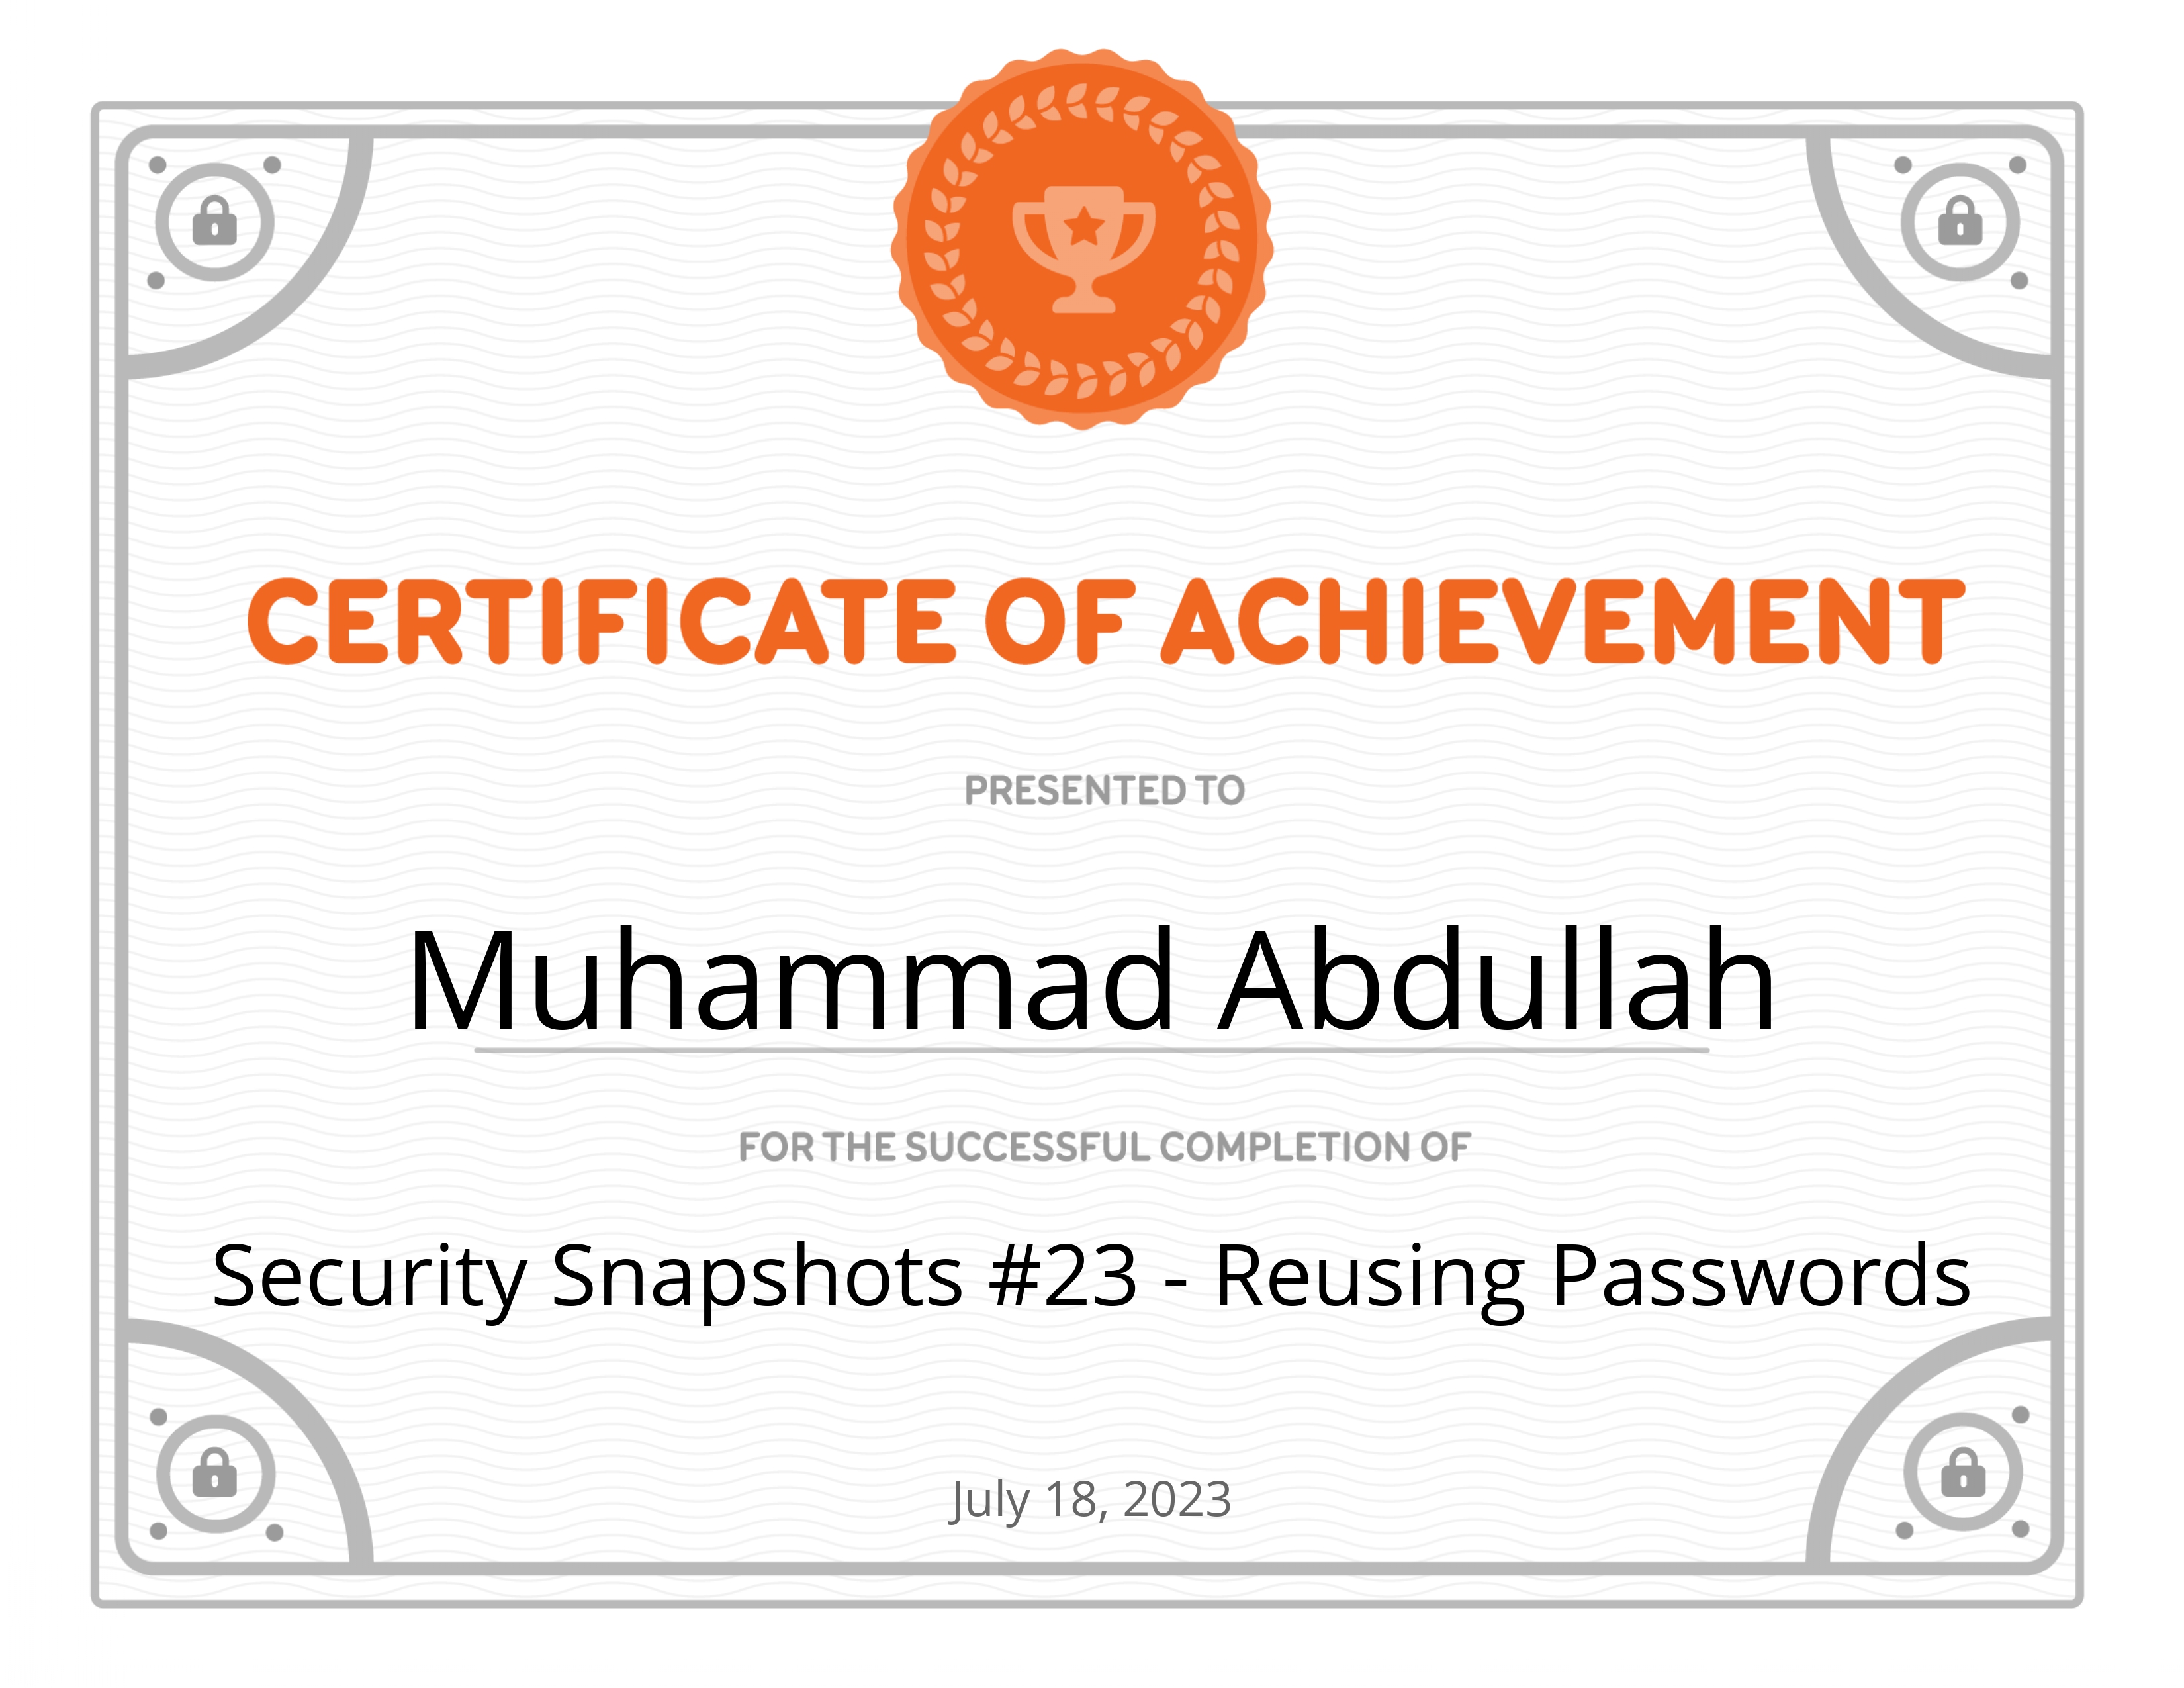 CERTIFICATE OF ACHIEVEMENT
PRESENTED TO
Muhammad Abdullah
FOR THE SUCCESSFUL COMPLETION OF
Security Snapshots #23 - Reusing Passwords
July 18, 2023